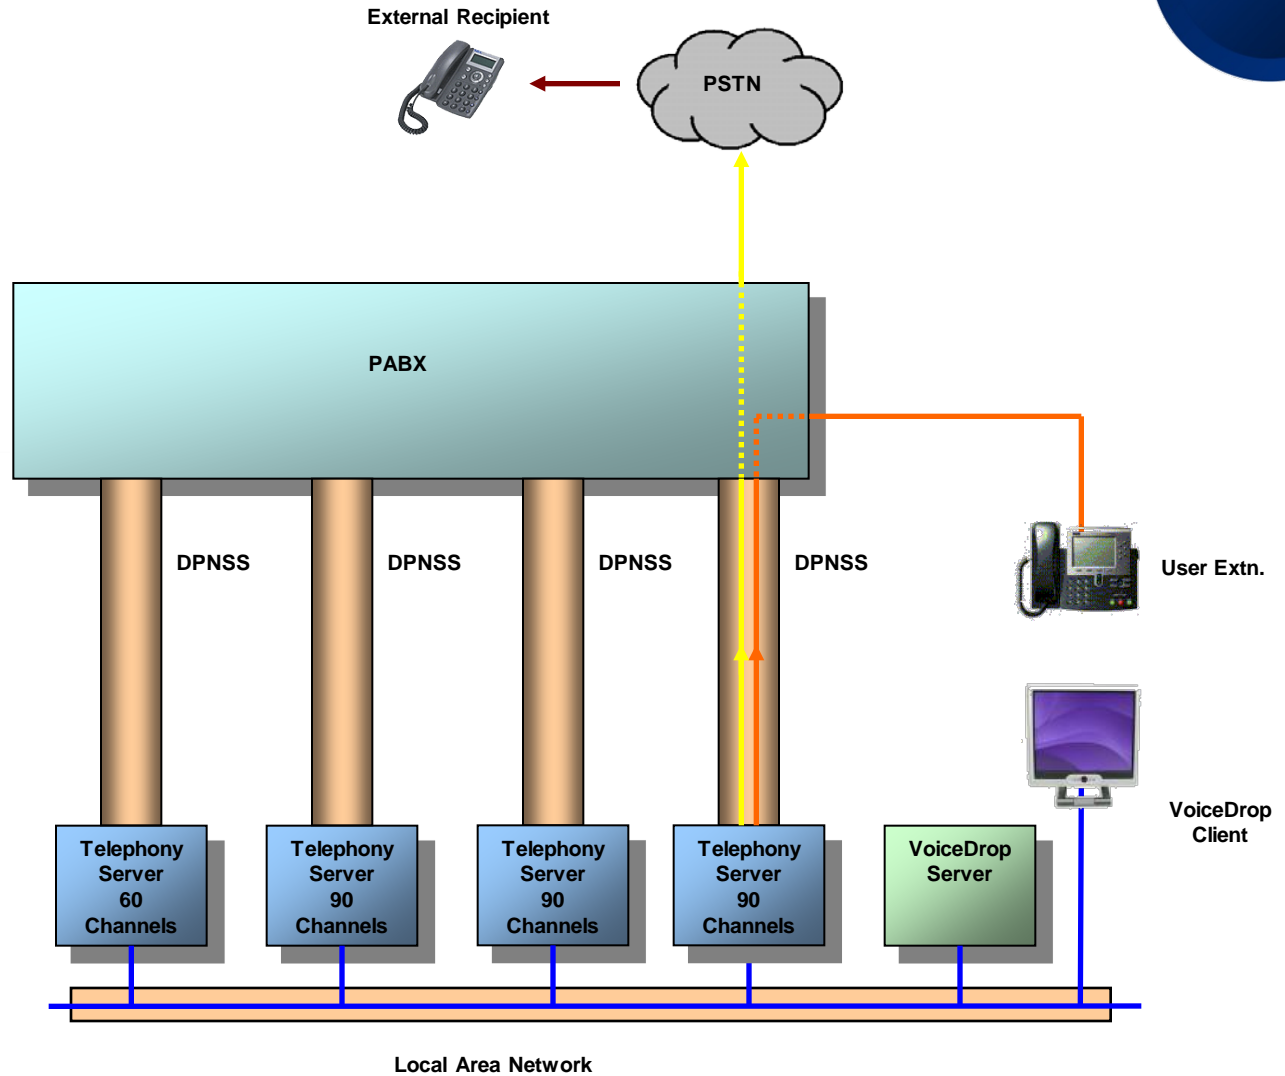 External Recipient
PSTN
PABX
DPNSS
DPNSS
DPNSS
DPNSS
User Extn.
VoiceDrop
Client
Telephony
Server
60
Channels
Telephony
Server
90
Channels
Telephony
Server
90
Channels
Telephony
Server
90
Channels
VoiceDrop
Server
Local Area Network